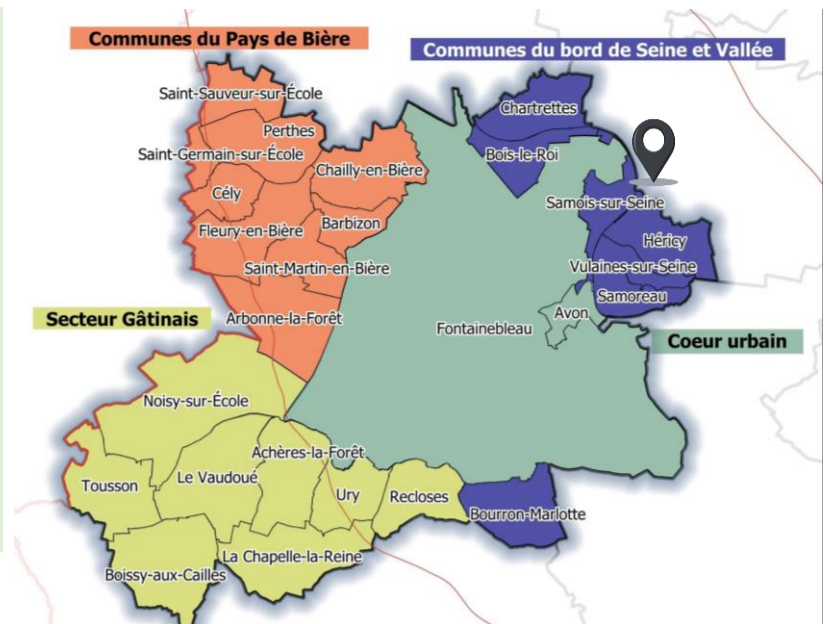 Communes du Pays de Bière
Communes du bord de Seine et Vallée
Saint-Sauveur-sur-École
Perthes
Saint-Germain-sur-École
Chailly-en-Bière
Cély
Fleury-en-Bière
Barbizon
Saint-Martin-en-Bière
Arbonne-la-Forêt
Chartrettes
Bois-le-Roi
Samois-sur-Seine
Héricy
Vulaines-sur-Seine
Samoreau
Avon
Fontainebleau
Coeur urbain
Secteur Gâtinais
Noisy-sur-École
Achères-la-Forêt
Le Vaudoué
Tousson
Ury
Recloses
Bourron-Marlotte
La Chapelle-la-Reine
Boissy-aux-Cailles